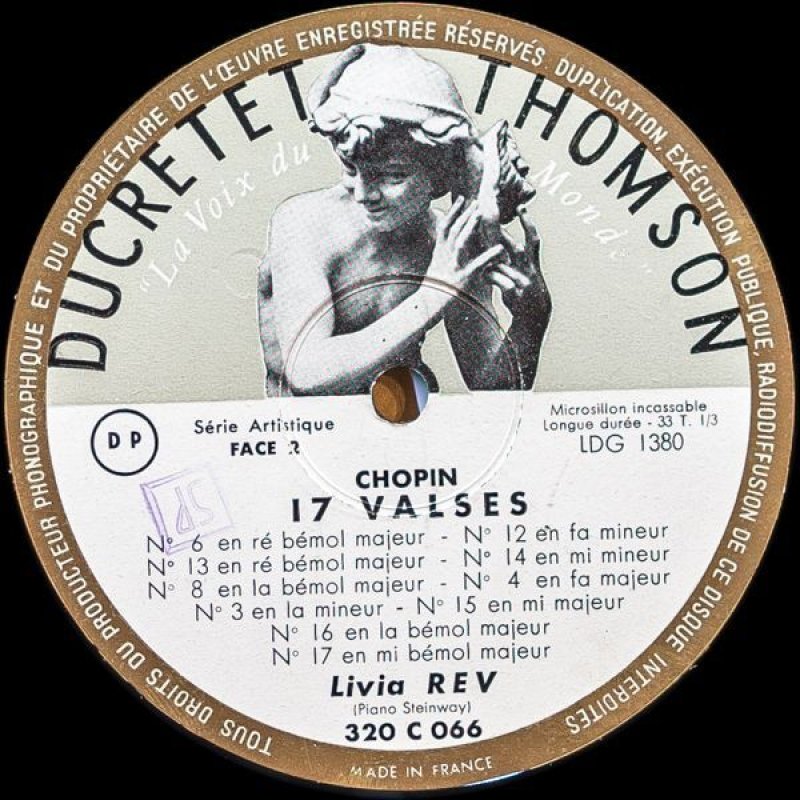 TOUS DROITS DU PRODUCTEUR PHONOGRAPHIQUE ET DU PROPRIÉTAIRE DE L'ŒUVRE ENREGISTRÉE RÉSERVÉS. DUPLICATION, EXÉCUTION PUBLIQUE, RADIODIFFUSION DE CE DISQUE INTERDITES
DUCRETET THOMSON
"La Voix du Monde"
DP
Série Artistique
FACE 2
Microsillon incassable
Longue durée - 33 T. 1/3
LDG 1380
SP
CHOPIN
17 VALSES
N° 6 en ré bémol majeur - N° 12 en fa mineur
N° 13 en ré bémol majeur - N° 14 en mi mineur
N° 8 en la bémol majeur - N° 4 en fa majeur
N° 3 en la mineur - N° 15 en mi majeur
N° 16 en la bémol majeur
N° 17 en mi bémol majeur
Livia REV
(Piano Steinway)
320 C 066
MADE IN FRANCE